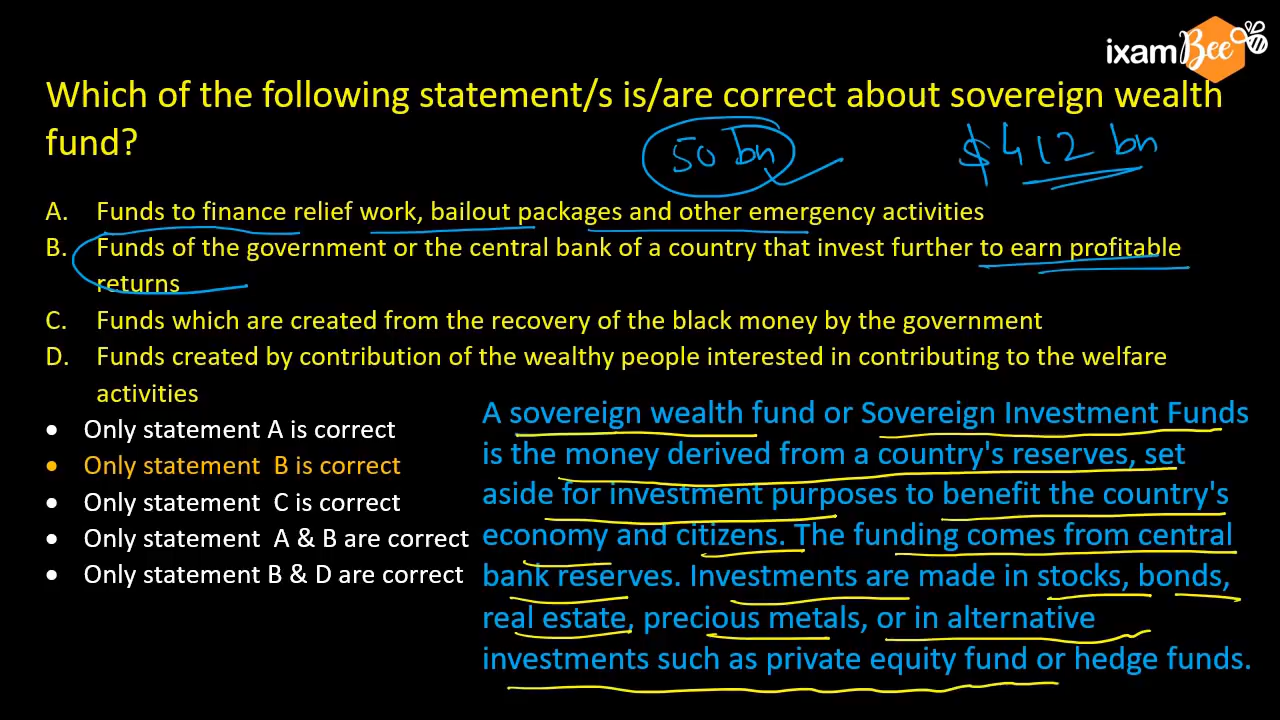 ixamBee
Which of the following statement/s is/are correct about sovereign wealth
fund?
50 bn
$412 bn
A. Funds to finance relief work, bailout packages and other emergency activities
B. Funds of the government or the central bank of a country that invest further to earn profitable
returns
C. Funds which are created from the recovery of the black money by the government
D. Funds created by contribution of the wealthy people interested in contributing to the welfare
activities
• Only statement A is correct
• Only statement B is correct
• Only statement C is correct
• Only statement A & B are correct
• Only statement B & D are correct
A sovereign wealth fund or Sovereign Investment Funds
is the money derived from a country's reserves, set
aside for investment purposes to benefit the country's
economy and citizens. The funding comes from central
bank reserves. Investments are made in stocks, bonds,
real estate, precious metals, or in alternative
investments such as private equity fund or hedge funds.